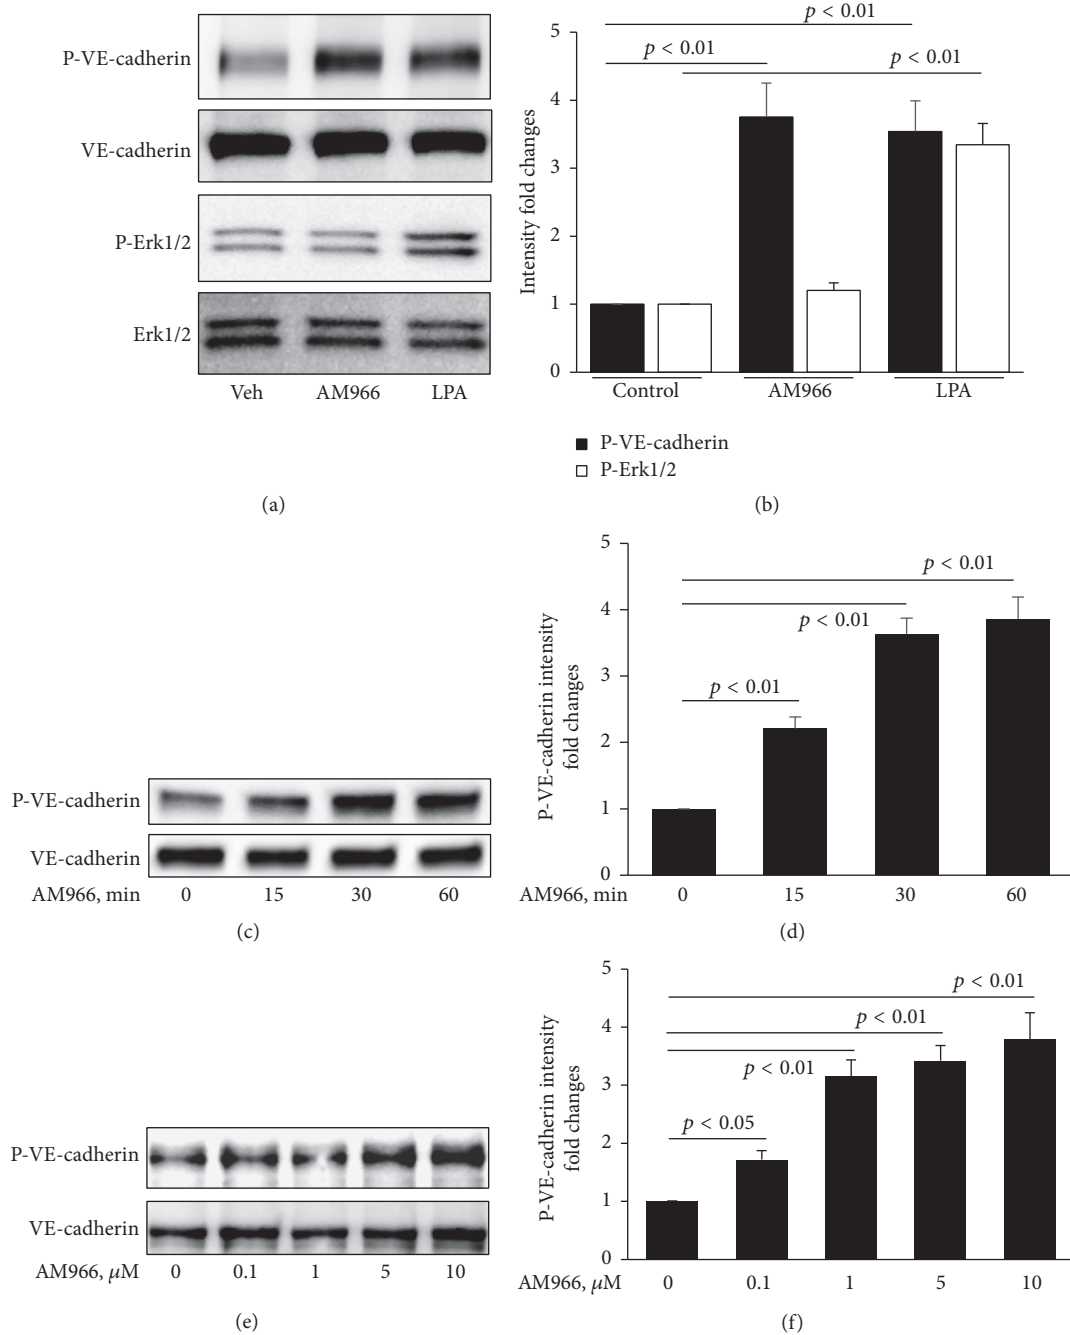 P-VE-cadherin
VE-cadherin
P-Erk1/2
Erk1/2
Veh AM966 LPA
(a)
p < 0.01
p < 0.01
p < 0.01
5
4
3
2
1
0
Intensity fold changes
Control AM966 LPA
P-VE-cadherin
P-Erk1/2
(b)
P-VE-cadherin
VE-cadherin
AM966, min 0 15 30 60
(c)
p < 0.01
p < 0.01
p < 0.01
5
4
3
2
1
0
P-VE-cadherin intensity
fold changes
AM966, min 0 15 30 60
(d)
P-VE-cadherin
VE-cadherin
AM966, μM 0 0.1 1 5 10
(e)
p < 0.01
p < 0.01
p < 0.01
p < 0.05
5
4
3
2
1
0
P-VE-cadherin intensity
fold changes
AM966, μM 0 0.1 1 5 10
(f)